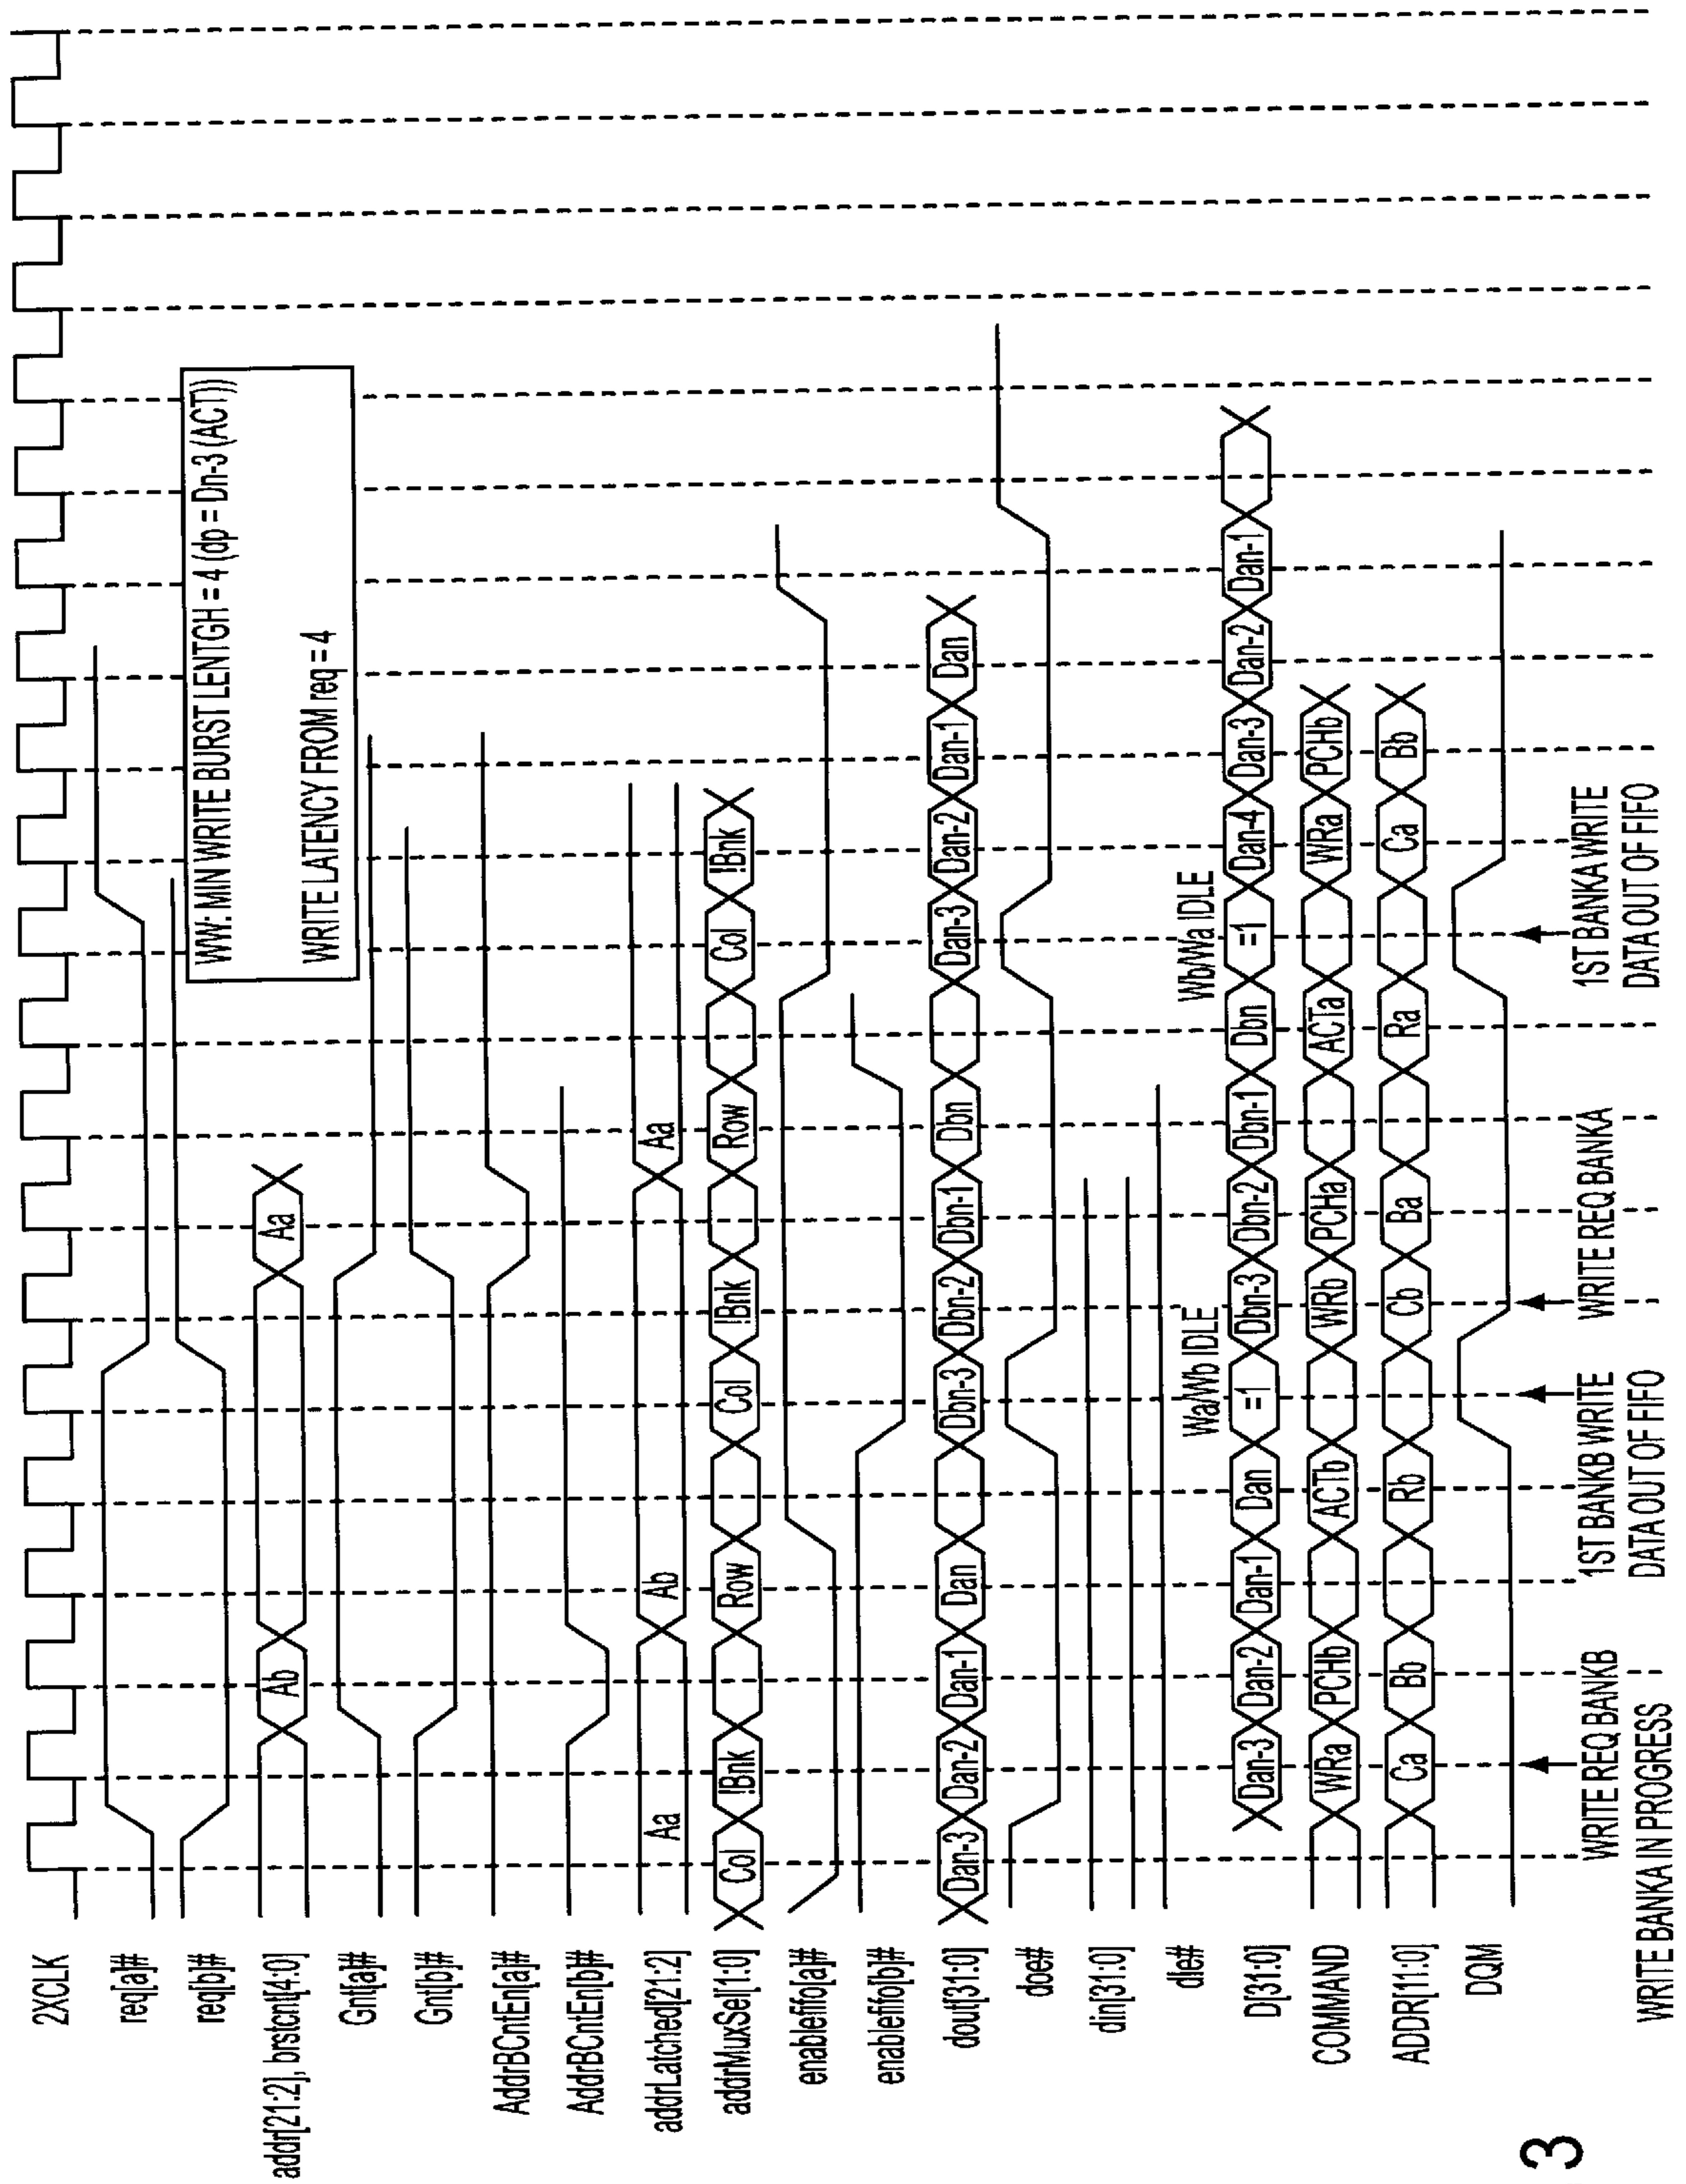 2XCLK
req[a]#
req[b]#
WW: MIN WRITE BURST LENTGH = 4 (dp = Dn-3 (ACT))
WRITE LATENCY FROM req = 4
addr[21:2], brstcnt[4:0] Ab Aa
Gnt[a]#
Gnt[b]#
AddrBCntEn[a]#
AddrBCntEn[b]#
addrLatched[21:2] Aa Ab Aa
addrMuxSel[1:0] Col !Bnk Row Col !Bnk Row Col !Bnk
enablefifo[a]#
enablefifo[b]#
dout[31:0] Dan-3 Dan-2 Dan-1 Dan Dbn-3 Dbn-2 Dbn-1 Dbn Dan-3 Dan-2 Dan-1 Dan
doe#
din[31:0]
dle#
Wa/Wb IDLE Wb/Wa IDLE
D[31:0] Dan-3 Dan-2 Dan-1 Dan =1 Dbn-3 Dbn-2 Dbn-1 Dbn =1 Dan-4 Dan-3 Dan-2 Dan-1
COMMAND WRa PCHb ACTb WRb PCHa ACTa WRa PCHb
ADDR[11:0] Ca Bb Rb Cb Ba Ra Ca Bb
DQM
WRITE REQ BANKB 1ST BANKB WRITE WRITE REQ BANKA 1ST BANKA WRITE
WRITE BANKA IN PROGRESS DATA OUT OF FIFO DATA OUT OF FIFO
3